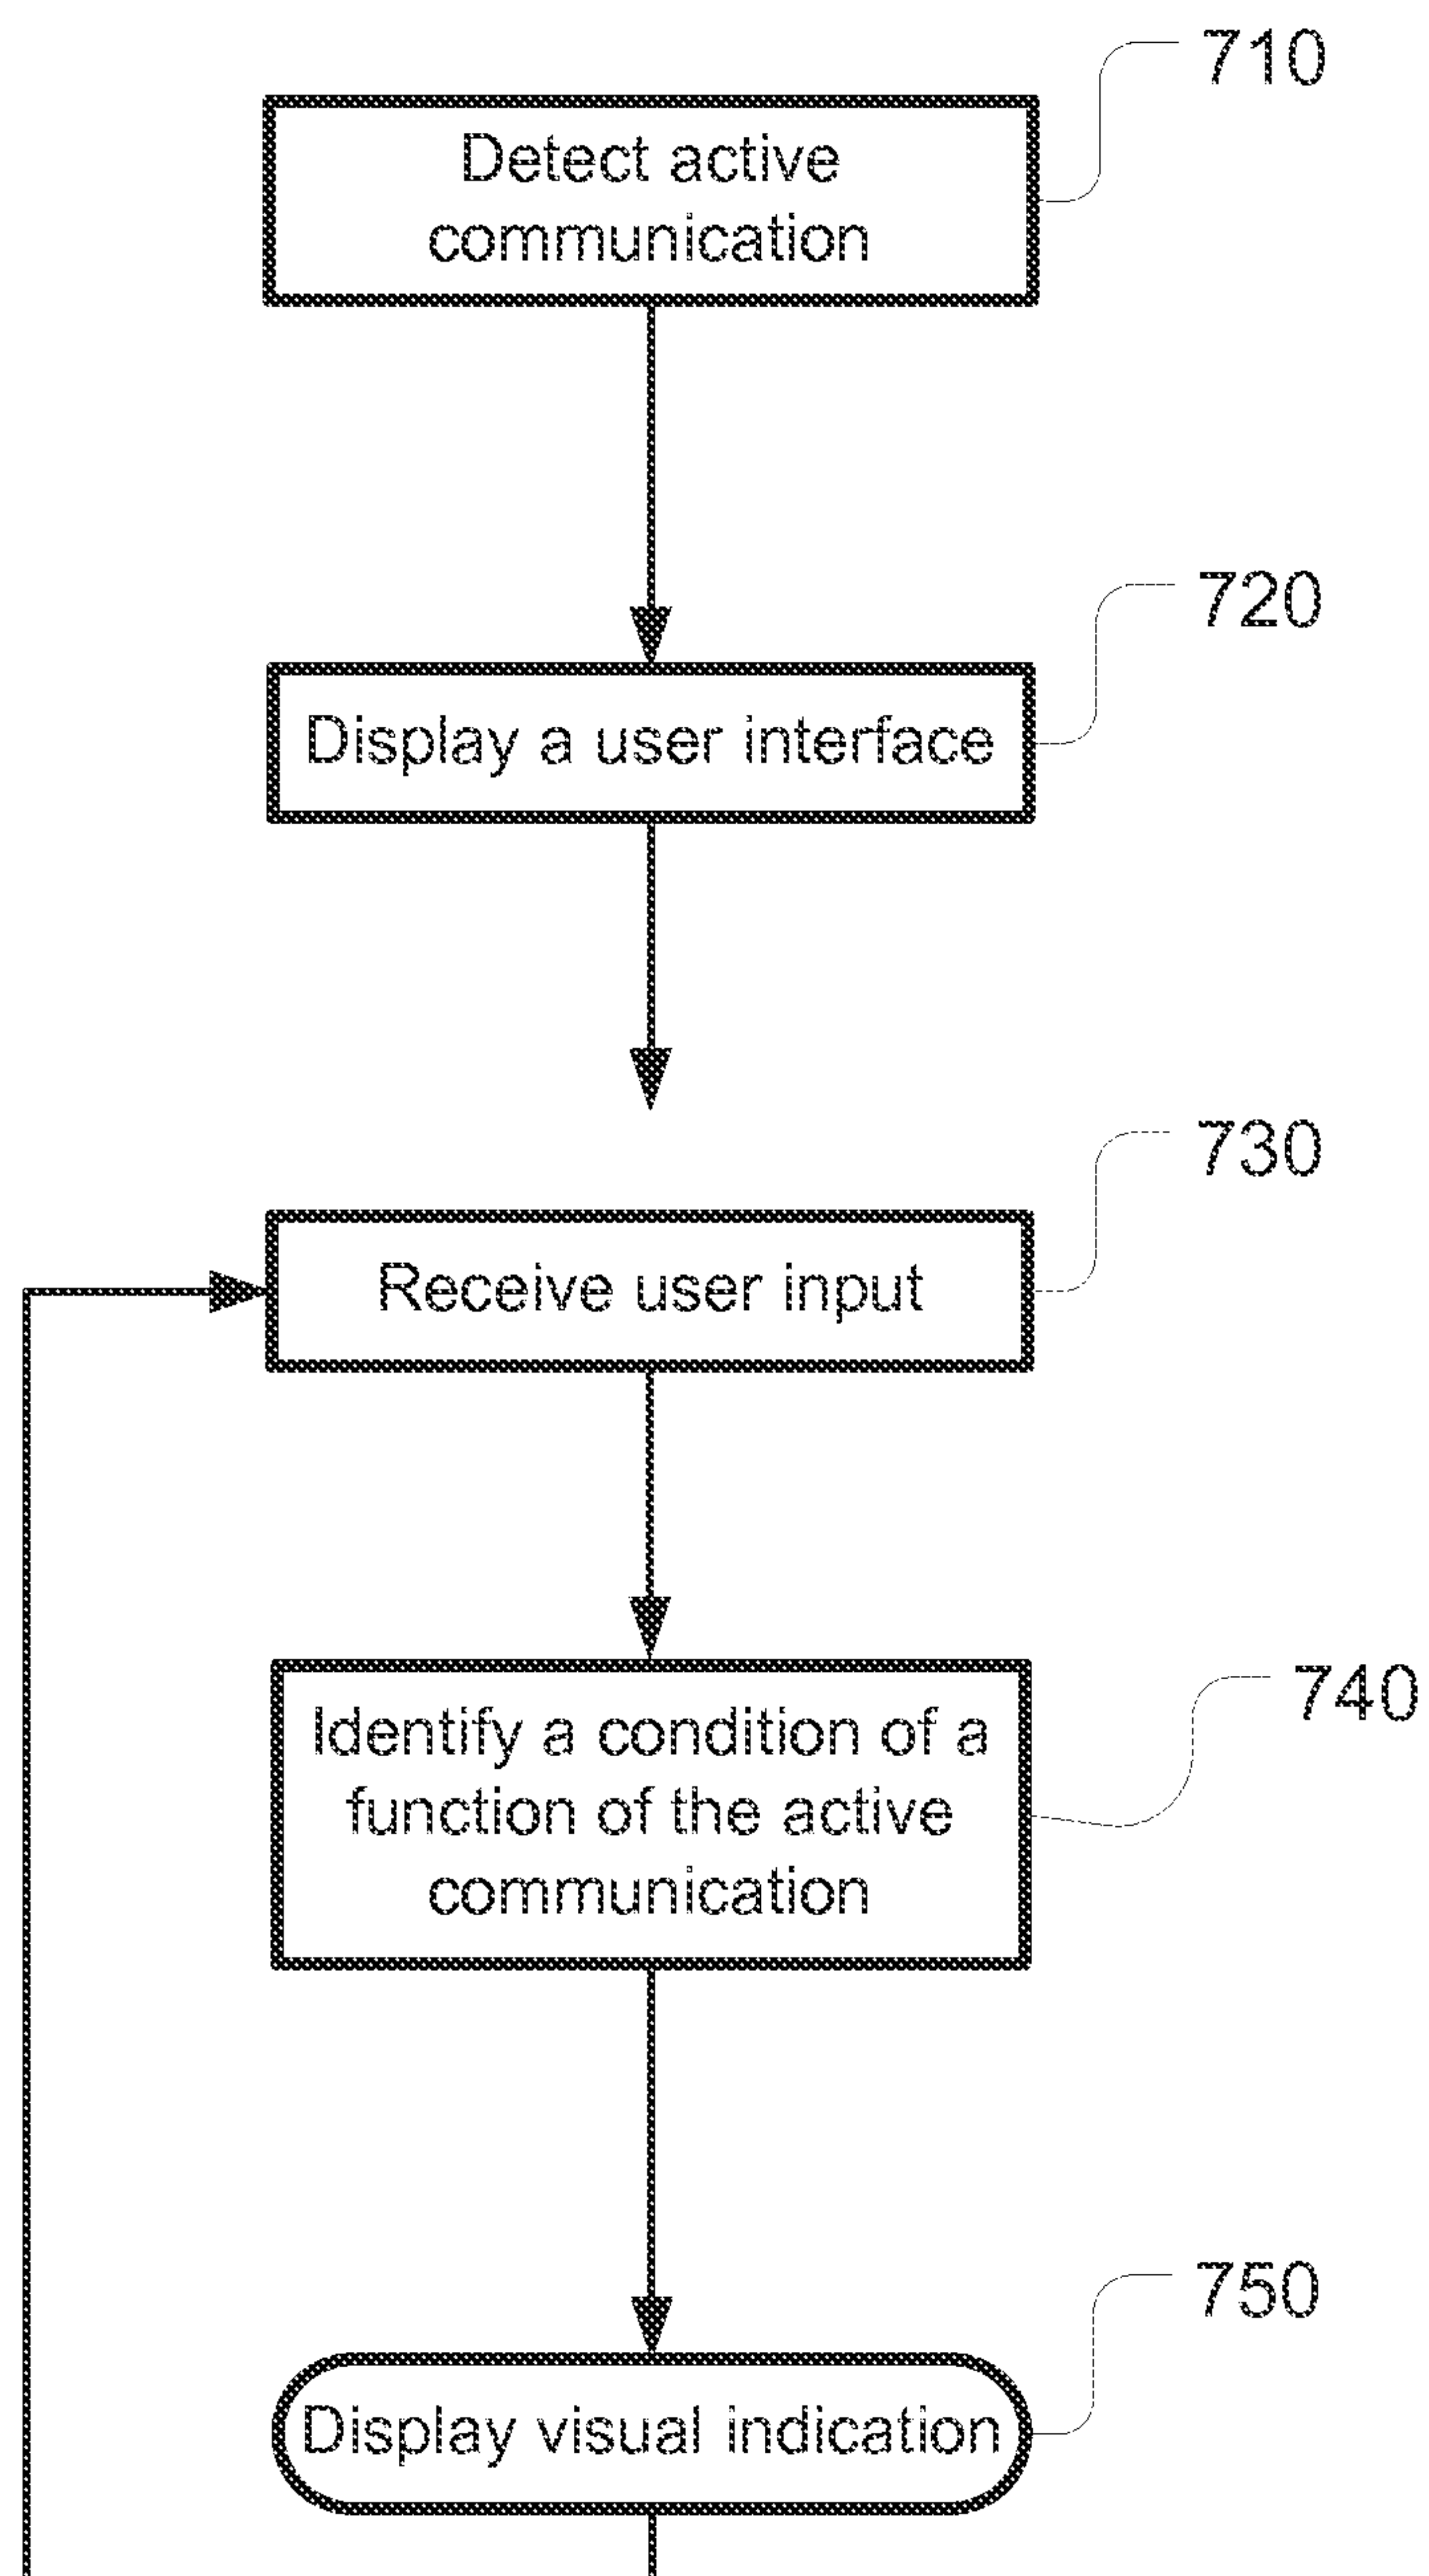 710
Detect active
communication
720
Display a user interface
730
Receive user input
740
Identify a condition of a
function of the active
communication
750
Display visual indication